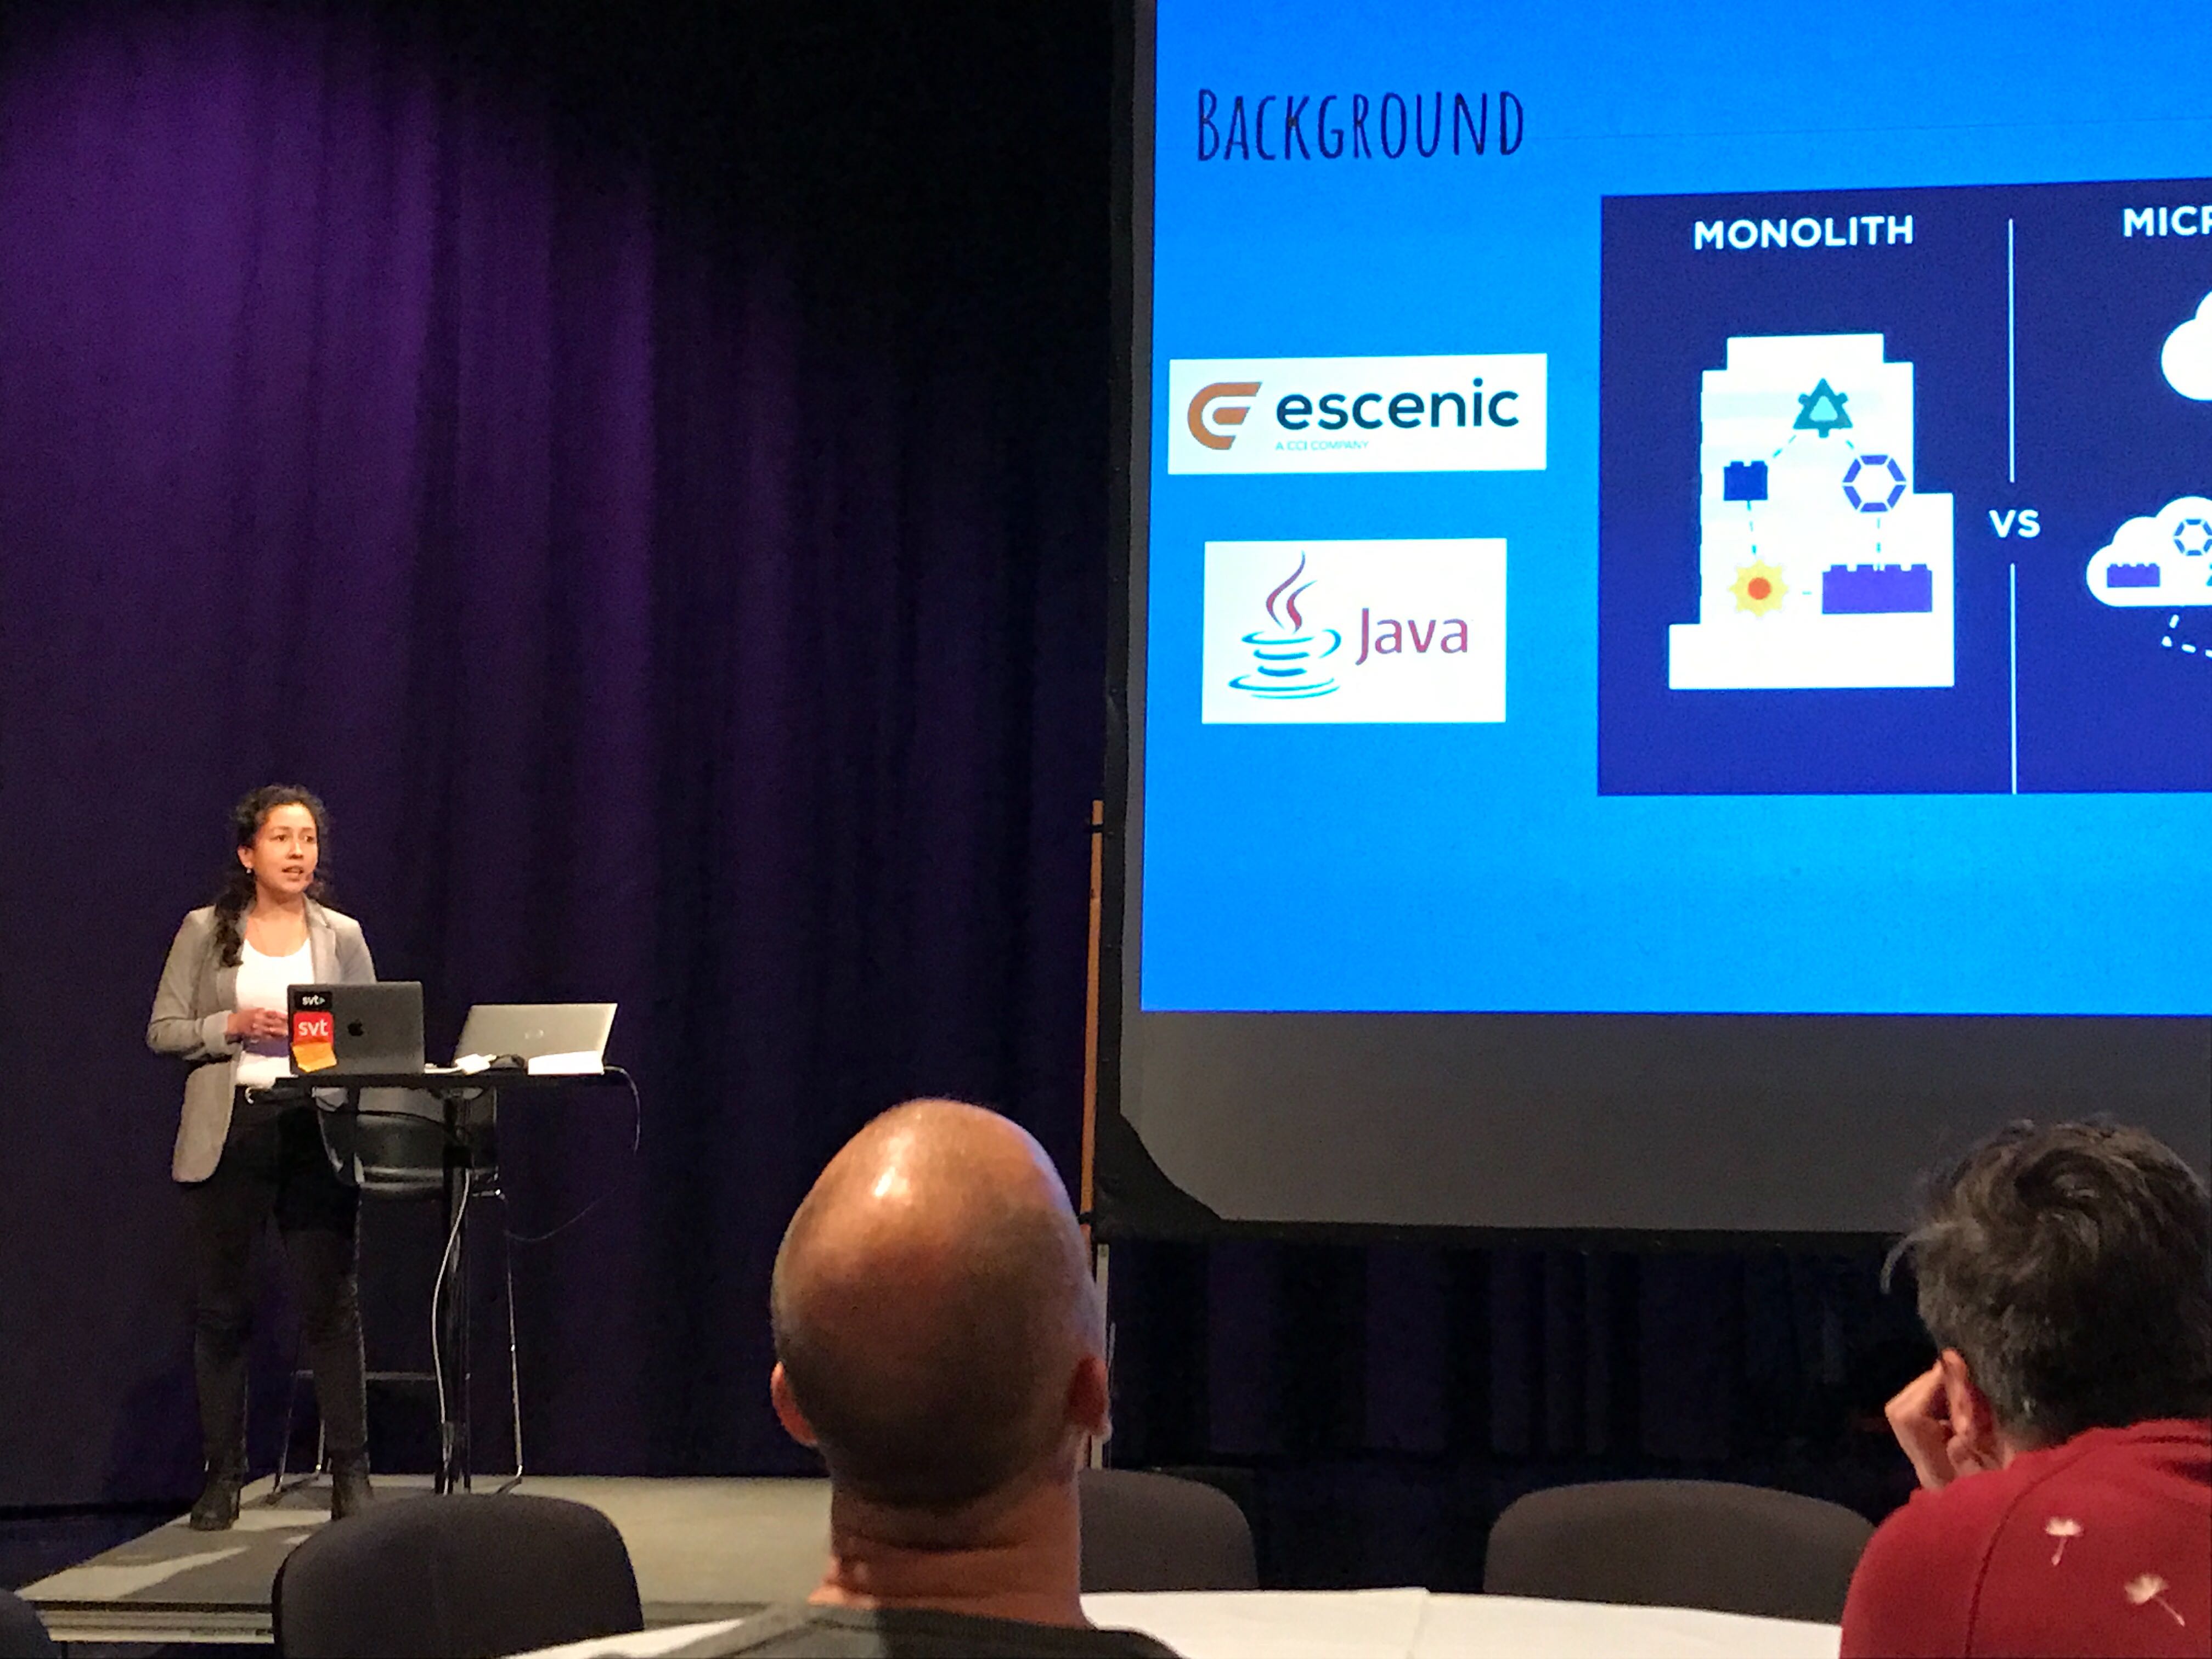 BACKGROUND
MONOLITH
MICR
escenic
A CCI COMPANY
VS
Java
svt>
svt